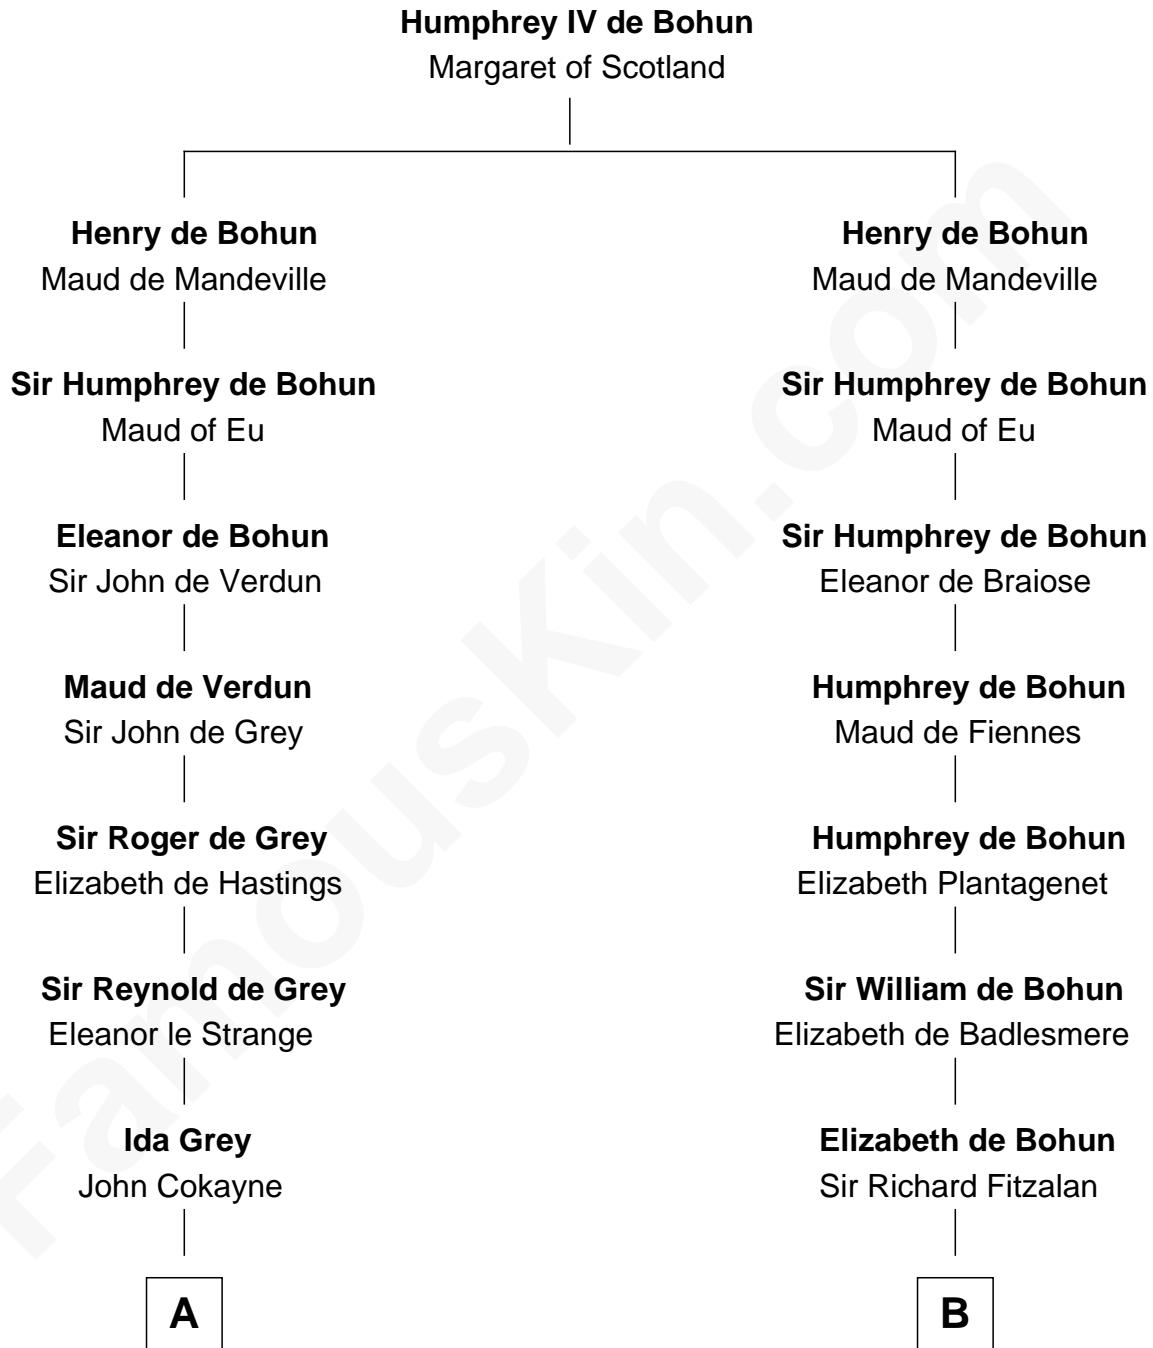 Humphrey IV de Bohun
Margaret of Scotland
Henry de Bohun
Maud de Mandeville
Henry de Bohun
Maud de Mandeville
Sir Humphrey de Bohun
Maud of Eu
Sir Humphrey de Bohun
Maud of Eu
Eleanor de Bohun
Sir John de Verdun
Sir Humphrey de Bohun
Eleanor de Braiose
Maud de Verdun
Sir John de Grey
Humphrey de Bohun
Maud de Fiennes
Sir Roger de Grey
Elizabeth de Hastings
Humphrey de Bohun
Elizabeth Plantagenet
Sir Reynold de Grey
Eleanor le Strange
Sir William de Bohun
Elizabeth de Badlesmere
Ida Grey
John Cokayne
Elizabeth de Bohun
Sir Richard Fitzalan
A
B
FamousKin.com